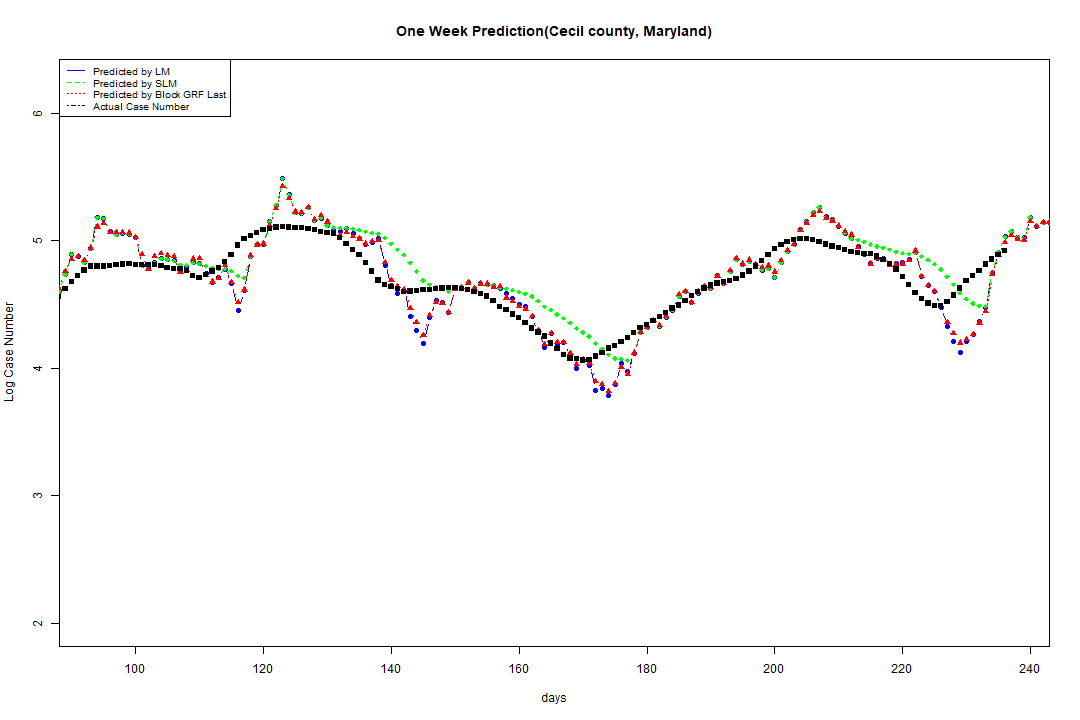 One Week Prediction(Cecil county, Maryland)
Predicted by LM
Predicted by SLM
Predicted by Block GRF Last
Actual Case Number
6
5
4
3
2
Log Case Number
100 120 140 160 180 200 220 240
days